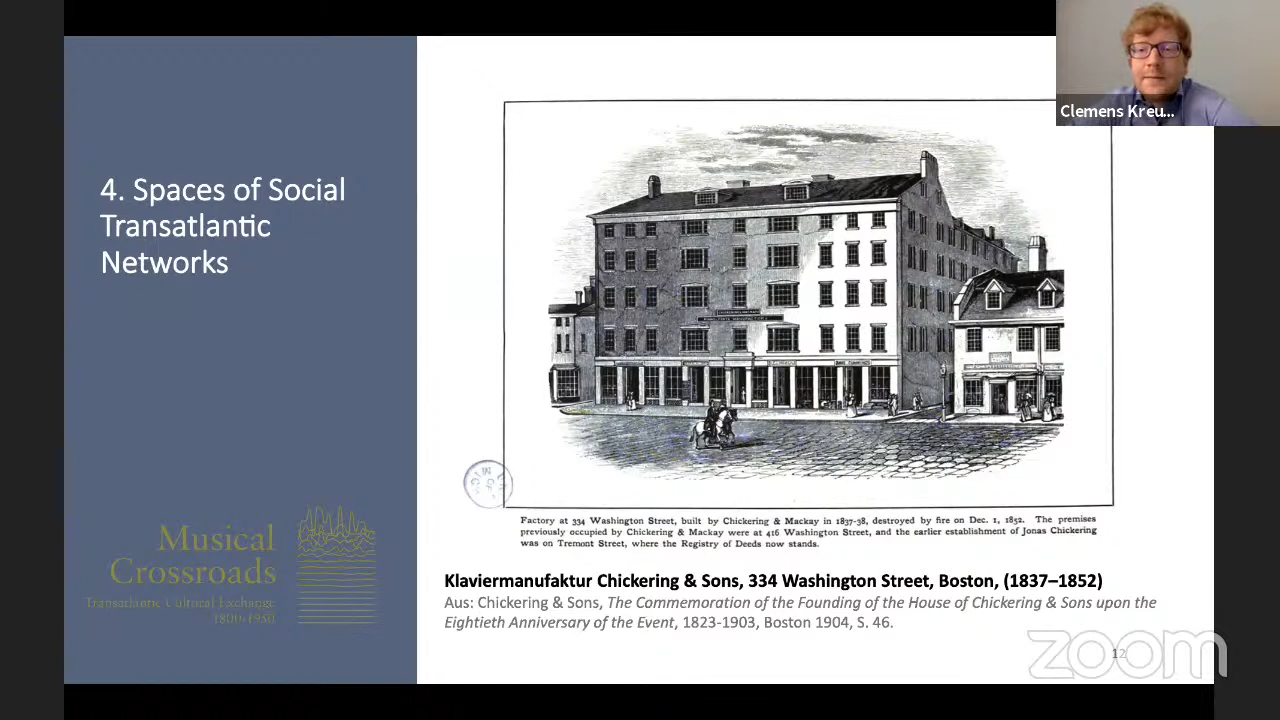 Clemens Kreu...
4. Spaces of Social
Transatlantic
Networks
Musical
Crossroads
Transatlantic Cultural Exchange
1800–1950
Factory at 334 Washington Street, built by Chickering & Mackay in 1837-38, destroyed by fire on Dec. 1, 1852. The premises
previously occupied by Chickering & Mackay were at 416 Washington Street, and the earlier establishment of Jonas Chickering
was on Tremont Street, where the Registry of Deeds now stands.
Klaviermanufaktur Chickering & Sons, 334 Washington Street, Boston, (1837–1852)
Aus: Chickering & Sons, The Commemoration of the Founding of the House of Chickering & Sons upon the
Eightieth Anniversary of the Event, 1823-1903, Boston 1904, S. 46.
12
zoom